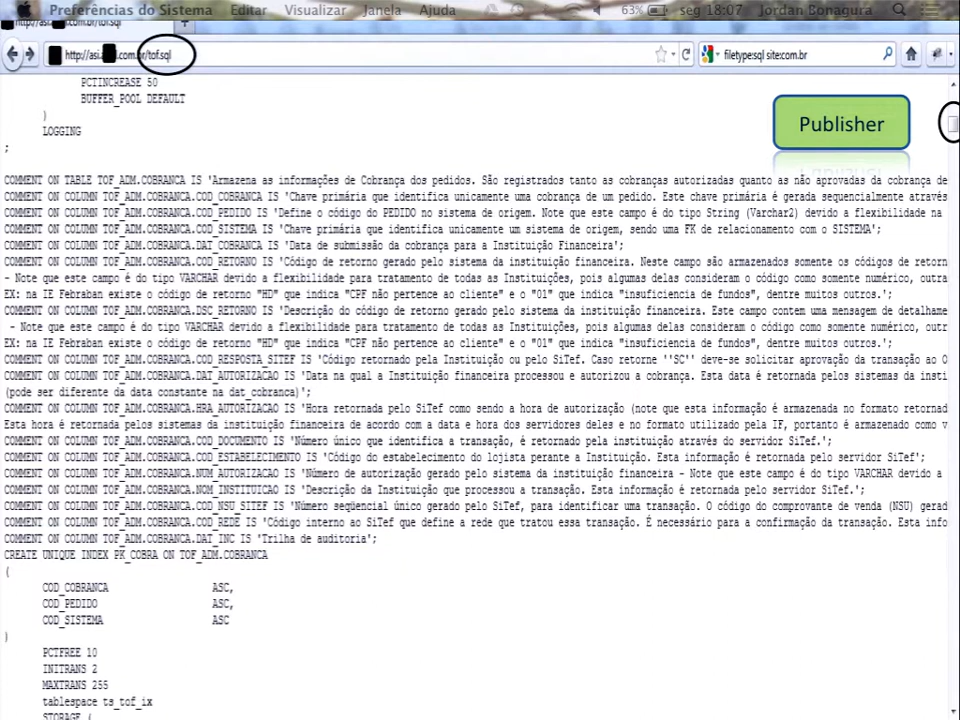 Preferências do Sistema Editar Visualizar Janela Ajuda 63% seg 18:07 Jordan Bonagura
http://asi. .com.br/tof.sql
http://asi. .com.br/tof.sql filetype:sql site:com.br
PCTINCREASE 50
BUFFER_POOL DEFAULT
)
LOGGING
;
Publisher
COMMENT ON TABLE TOF_ADM.COBRANCA IS 'Armazena as informações de Cobrança dos pedidos. São registrados tanto as cobranças autorizadas quanto as não aprovadas da cobrança de
COMMENT ON COLUMN TOF_ADM.COBRANCA.COD_COBRANCA IS 'Chave primária que identifica unicamente uma cobrança de um pedido. Este chave primária é gerada sequencialmente através
COMMENT ON COLUMN TOF_ADM.COBRANCA.COD_PEDIDO IS 'Define o código do PEDIDO no sistema de origem. Note que este campo é do tipo String (Varchar2) devido a flexibilidade na
COMMENT ON COLUMN TOF_ADM.COBRANCA.COD_SISTEMA IS 'Chave primária que identifica unicamente um sistema de origem, sendo uma FK de relacionamento com o SISTEMA';
COMMENT ON COLUMN TOF_ADM.COBRANCA.DAT_COBRANCA IS 'Data de submissão da cobrança para a Instituição Financeira';
COMMENT ON COLUMN TOF_ADM.COBRANCA.COD_RETORNO IS 'Código de retorno gerado pelo sistema da instituição financeira. Neste campo são armazenados somente os códigos de retorn
- Note que este campo é do tipo VARCHAR devido a flexibilidade para tratamento de todas as Instituições, pois algumas delas consideram o código como somente numérico, outra
EX: na IE Febraban existe o código de retorno "HD" que indica "CPF não pertence ao cliente" e o "01" que indica "insuficiencia de fundos", dentre muitos outros.';
COMMENT ON COLUMN TOF_ADM.COBRANCA.DSC_RETORNO IS 'Descrição do código de retorno gerado pelo sistema da instituição financeira. Este campo contem uma mensagem de detalhame
- Note que este campo é do tipo VARCHAR devido a flexibilidade para tratamento de todas as Instituições, pois algumas delas consideram o código como somente numérico, outr
EX: na IE Febraban existe o código de retorno "HD" que indica "CPF não pertence ao cliente" e o "01" que indica "insuficiencia de fundos", dentre muitos outros.';
COMMENT ON COLUMN TOF_ADM.COBRANCA.COD_RESPOSTA_SITEF IS 'Código retornado pela Instituição ou pelo SiTef. Caso retorne ''SC'' deve-se solicitar aprovação da transação ao O
COMMENT ON COLUMN TOF_ADM.COBRANCA.DAT_AUTORIZACAO IS 'Data na qual a Instituição financeira processou e autorizou a cobrança. Esta data é retornada pelos sistemas da insti
(pode ser diferente da data constante na dat_cobranca)';
COMMENT ON COLUMN TOF_ADM.COBRANCA.HRA_AUTORIZACAO IS 'Hora retornada pelo SiTef como sendo a hora de autorização (note que esta informação é armazenada no formato retornad
Esta hora é retornada pelos sistemas da instituição financeira de acordo com a data e hora dos servidores deles e no formato utilizado pela IF, portanto é armazenado como v
COMMENT ON COLUMN TOF_ADM.COBRANCA.COD_DOCUMENTO IS 'Número único que identifica a transação, é retornado pela instituição através do servidor SiTef.';
COMMENT ON COLUMN TOF_ADM.COBRANCA.COD_ESTABELECIMENTO IS 'Código do estabelecimento do lojista perante a Instituição. Esta informação é retornada pelo servidor SiTef';
COMMENT ON COLUMN TOF_ADM.COBRANCA.NUM_AUTORIZACAO IS 'Número de autorização gerado pelo sistema da instituição financeira - Note que este campo é do tipo VARCHAR devido a
COMMENT ON COLUMN TOF_ADM.COBRANCA.NOM_INSTITUICAO IS 'Descrição da Instituição que processou a transação. Esta informação é retornada pelo servidor SiTef.';
COMMENT ON COLUMN TOF_ADM.COBRANCA.COD_NSU_SITEF IS 'Número seqüencial único gerado pelo SiTef, para identificar uma transação. O código do comprovante de venda (NSU) gerad
COMMENT ON COLUMN TOF_ADM.COBRANCA.COD_REDE IS 'Código interno ao SiTef que define a rede que tratou essa transação. É necessário para a confirmação da transação. Esta info
COMMENT ON COLUMN TOF_ADM.COBRANCA.DAT_INC IS 'Trilha de auditoria';
CREATE UNIQUE INDEX PK_COBRA ON TOF_ADM.COBRANCA
(
COD_COBRANCA ASC,
COD_PEDIDO ASC,
COD_SISTEMA ASC
)
PCTFREE 10
INITRANS 2
MAXTRANS 255
tablespace ts_tof_ix
STORAGE (